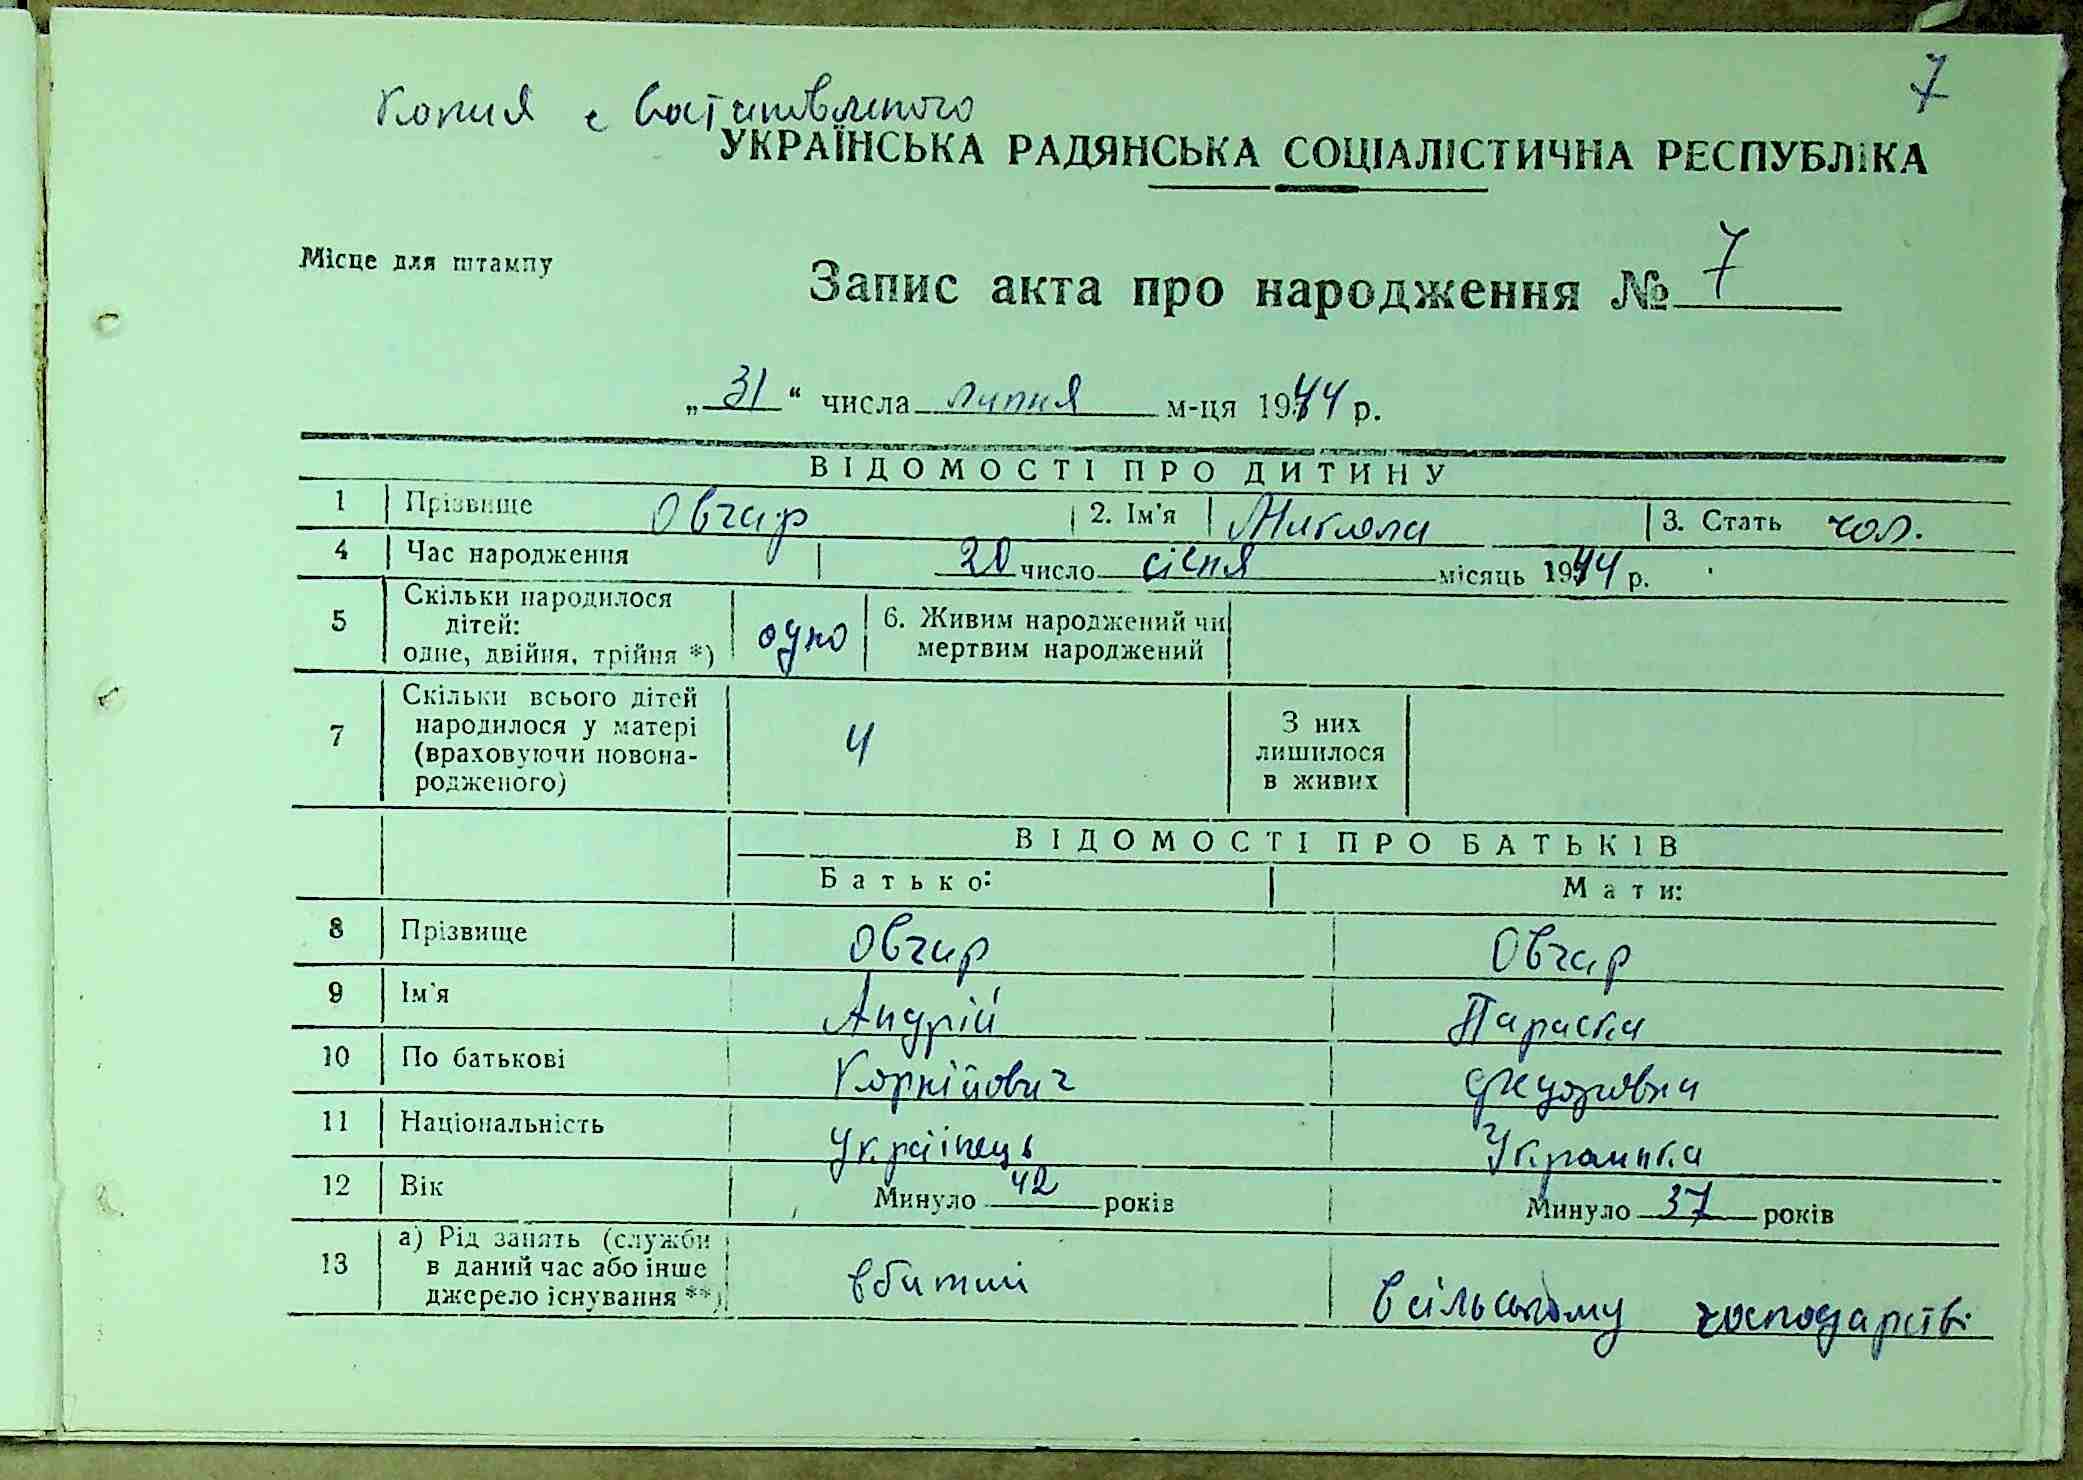 7
Копия с востановленого
УКРАЇНСЬКА РАДЯНСЬКА СОЦІАЛІСТИЧНА РЕСПУБЛІКА
Місце для штампу
Запис акта про народження № 7
„ 31 “ числа липня м-ця 1944 р.
ВІДОМОСТІ ПРО ДИТИНУ
1 Прізвище Овчар 2. Ім'я Микола 3. Стать чол.
4 Час народження 20 число січня місяць 1944 р.
5 Скільки народилося дітей: одне, двійня, трійня *) одно 6. Живим народжений чи мертвим народжений
7 Скільки всього дітей народилося у матері (враховуючи новонародженого) 4 З них лишилося в живих
ВІДОМОСТІ ПРО БАТЬКІВ
Батько: Мати:
8 Прізвище Овчар Овчар
9 Ім'я Андрій Параска
10 По батькові Корнійович
11 Національність Українець Украинка
12 Вік Минуло 42 років Минуло 37 років
13 а) Рід занять (служби в даний час або інше джерело існування **) вбитий В сільському господарстві